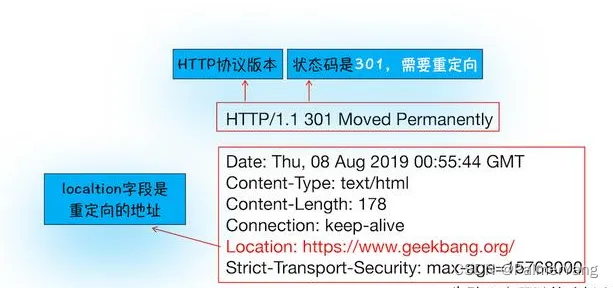 HTTP协议版本
状态码是301，需要重定向
HTTP/1.1 301 Moved Permanently
Date: Thu, 08 Aug 2019 00:55:44 GMT
Content-Type: text/html
Content-Length: 178
Connection: keep-alive
localtion字段是
重定向的地址
Location: https://www.geekbang.org/
Strict-Transport-Security: max-age=15768000